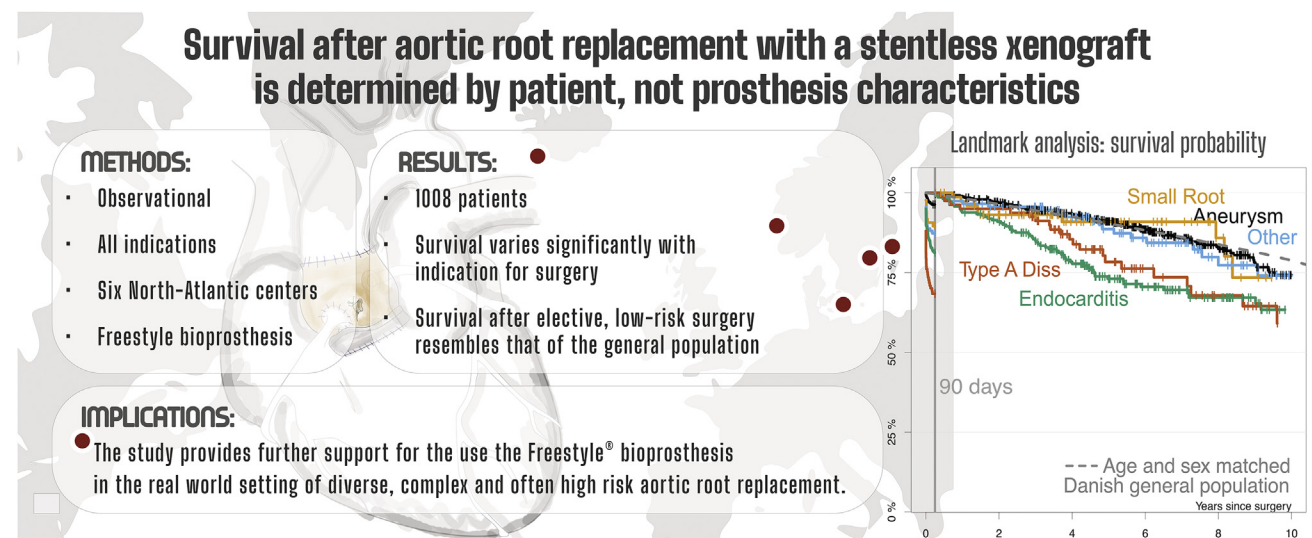 Survival after aortic root replacement with a stentless xenograft
is determined by patient, not prosthesis characteristics
METHODS:
· Observational
· All indications
· Six North-Atlantic centers
· Freestyle bioprosthesis
RESULTS:
· 1008 patients
· Survival varies significantly with
indication for surgery
· Survival after elective, low-risk surgery
resembles that of the general population
IMPLICATIONS:
The study provides further support for the use the Freestyle® bioprosthesis
in the real world setting of diverse, complex and often high risk aortic root replacement.
Landmark analysis: survival probability
100 %
75 %
50 %
25 %
0 %
Small Root
Aneurysm
Other
Type A Diss
Endocarditis
90 days
Age and sex matched
Danish general population
Years since surgery
0 2 4 6 8 10